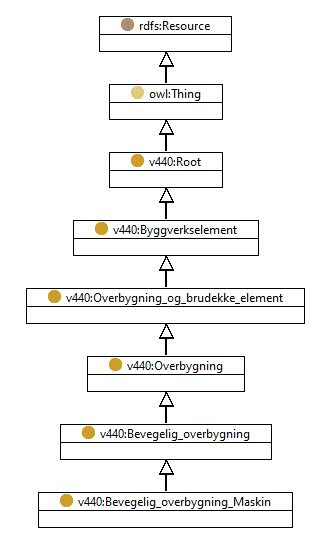 rdfs:Resource
owl:Thing
v440:Root
v440:Byggverkselement
v440:Overbygning_og_brudekke_element
v440:Overbygning
v440:Bevegelig_overbygning
v440:Bevegelig_overbygning_Maskin